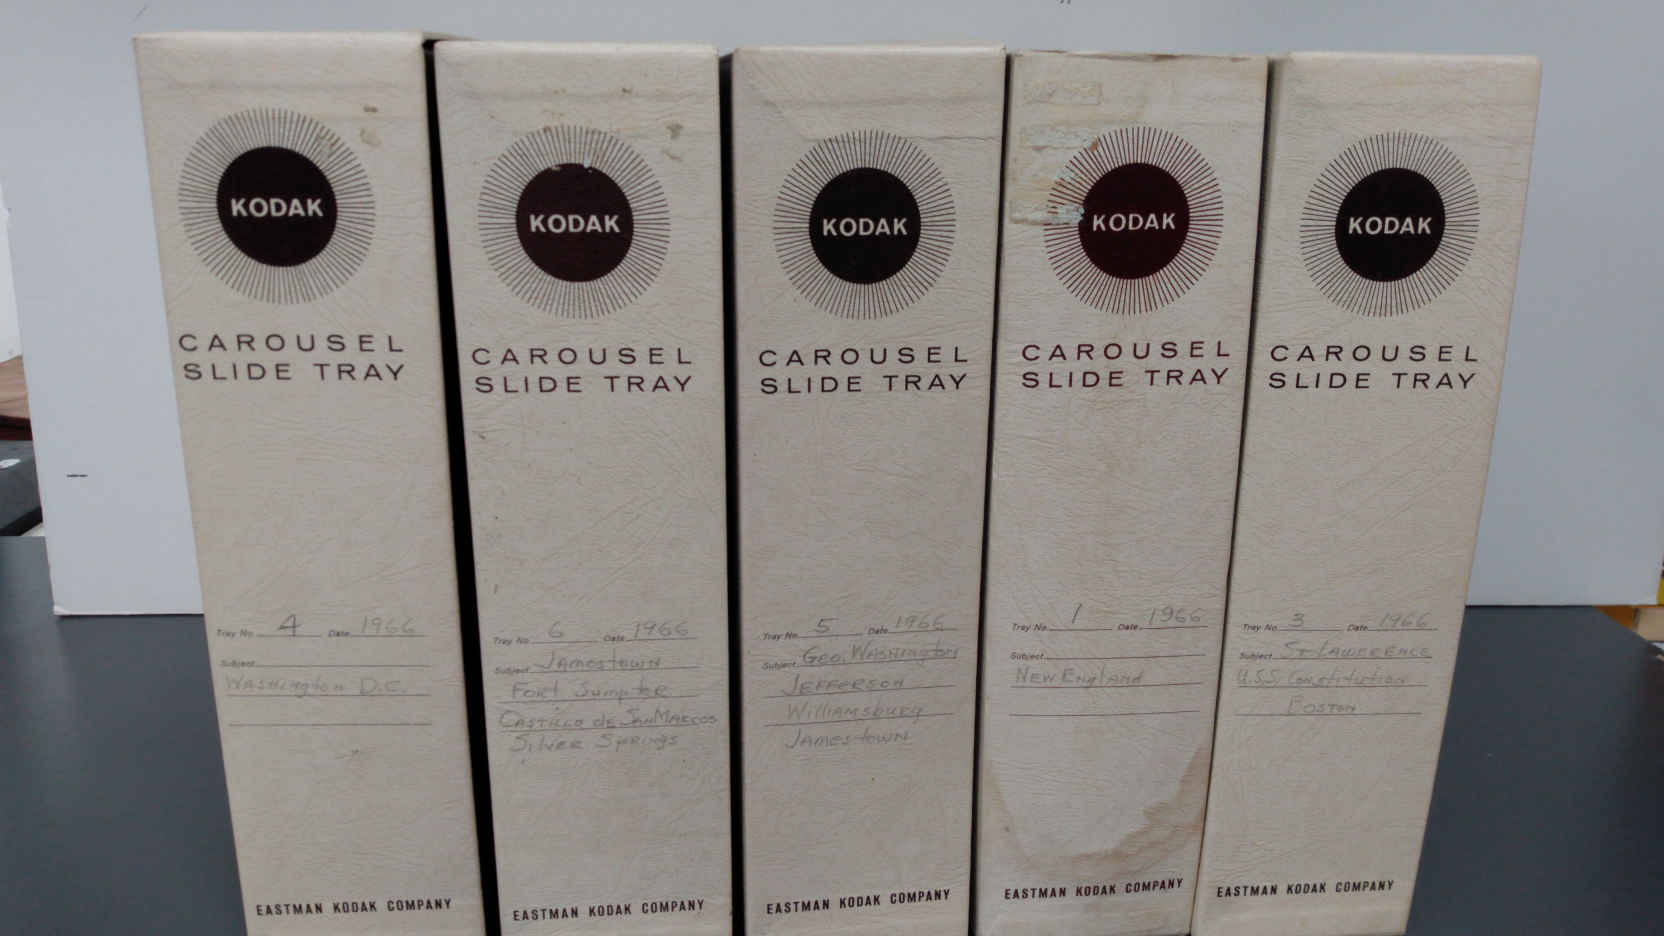 KODAK
CAROUSEL
SLIDE TRAY
Tray No. 4 Date 1966
Subject
Washington D.C.
EASTMAN KODAK COMPANY
KODAK
CAROUSEL
SLIDE TRAY
Tray No. 6 Date 1966
Subject Jamestown
Fort Sumpter
Castillo de San Marcos
Silver Springs
EASTMAN KODAK COMPANY
KODAK
CAROUSEL
SLIDE TRAY
Tray No. 5 Date 1966
Subject Geo. Washington
Jefferson
Williamsburg
Jamestown
EASTMAN KODAK COMPANY
KODAK
CAROUSEL
SLIDE TRAY
Tray No. 1 Date 1966
Subject
New England
EASTMAN KODAK COMPANY
KODAK
CAROUSEL
SLIDE TRAY
Tray No. 3 Date 1966
Subject St Lawrence
U.S.S Constitution
Boston
EASTMAN KODAK COMPANY